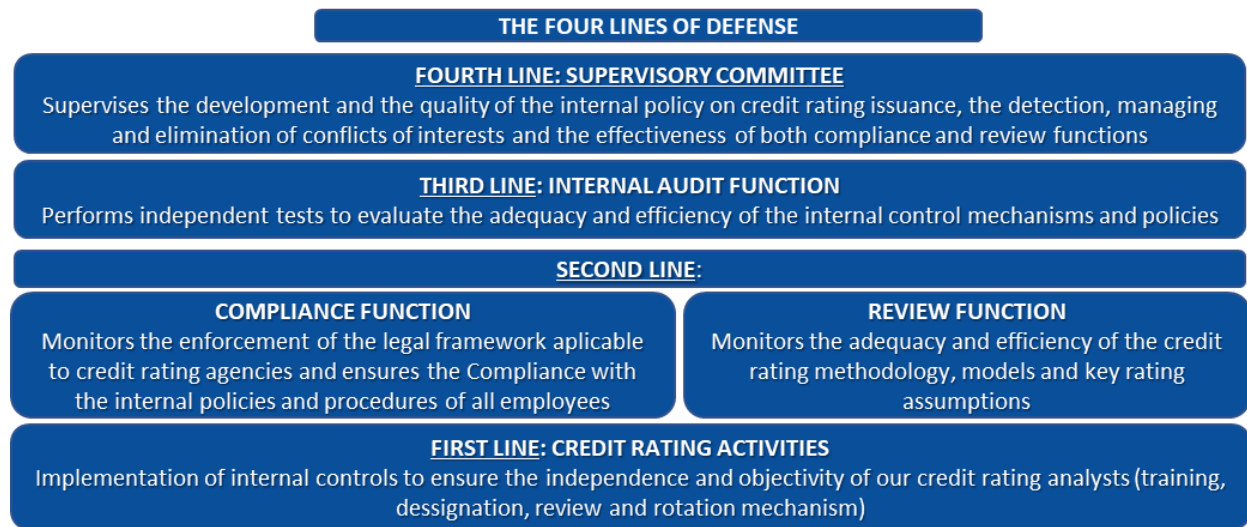 THE FOUR LINES OF DEFENSE
FOURTH LINE: SUPERVISORY COMMITTEE
Supervises the development and the quality of the internal policy on credit rating issuance, the detection, managing
and elimination of conflicts of interests and the effectiveness of both compliance and review functions
THIRD LINE: INTERNAL AUDIT FUNCTION
Performs independent tests to evaluate the adequacy and efficiency of the internal control mechanisms and policies
SECOND LINE:
COMPLIANCE FUNCTION
Monitors the enforcement of the legal framework aplicable
to credit rating agencies and ensures the Compliance with
the internal policies and procedures of all employees
REVIEW FUNCTION
Monitors the adequacy and efficiency of the credit
rating methodology, models and key rating
assumptions
FIRST LINE: CREDIT RATING ACTIVITIES
Implementation of internal controls to ensure the independence and objectivity of our credit rating analysts (training,
dessignation, review and rotation mechanism)